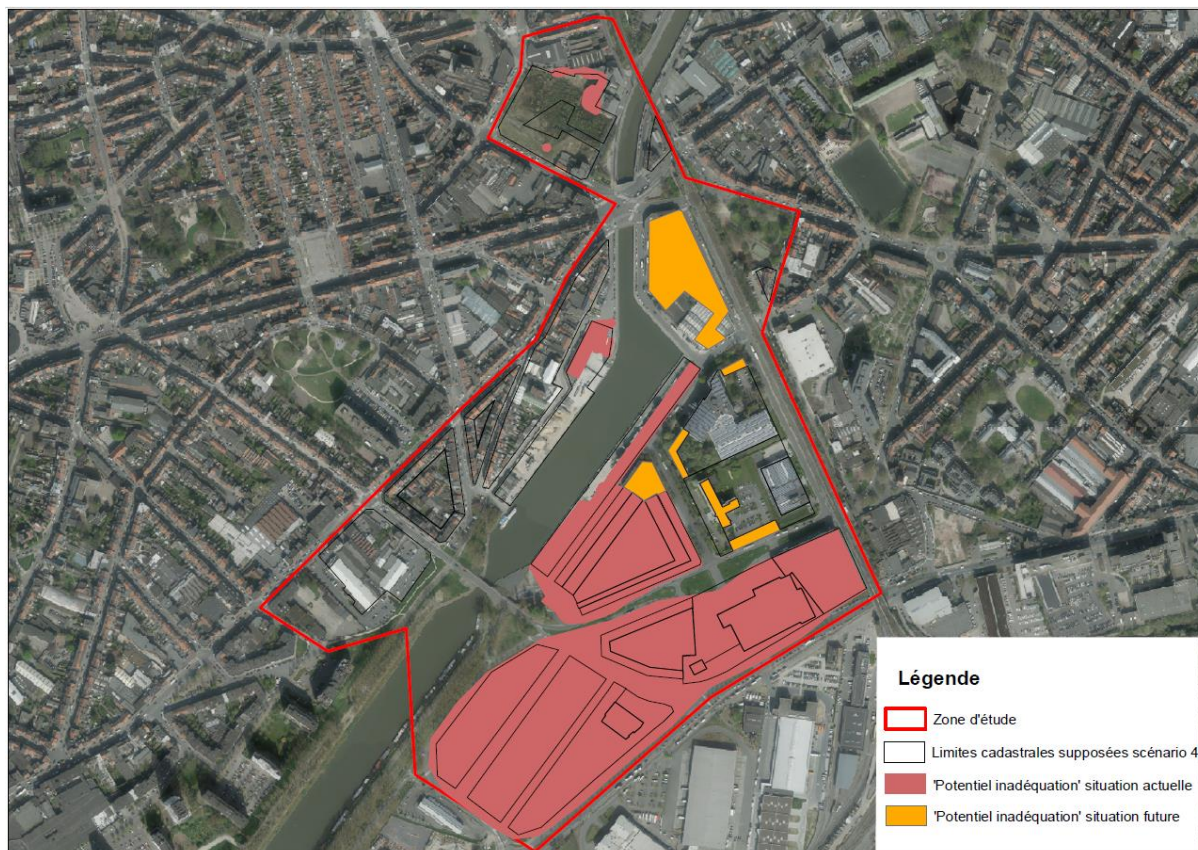 Légende
Zone d'étude
Limites cadastrales supposées scénario 4
'Potentiel inadéquation' situation actuelle
'Potentiel inadéquation' situation future